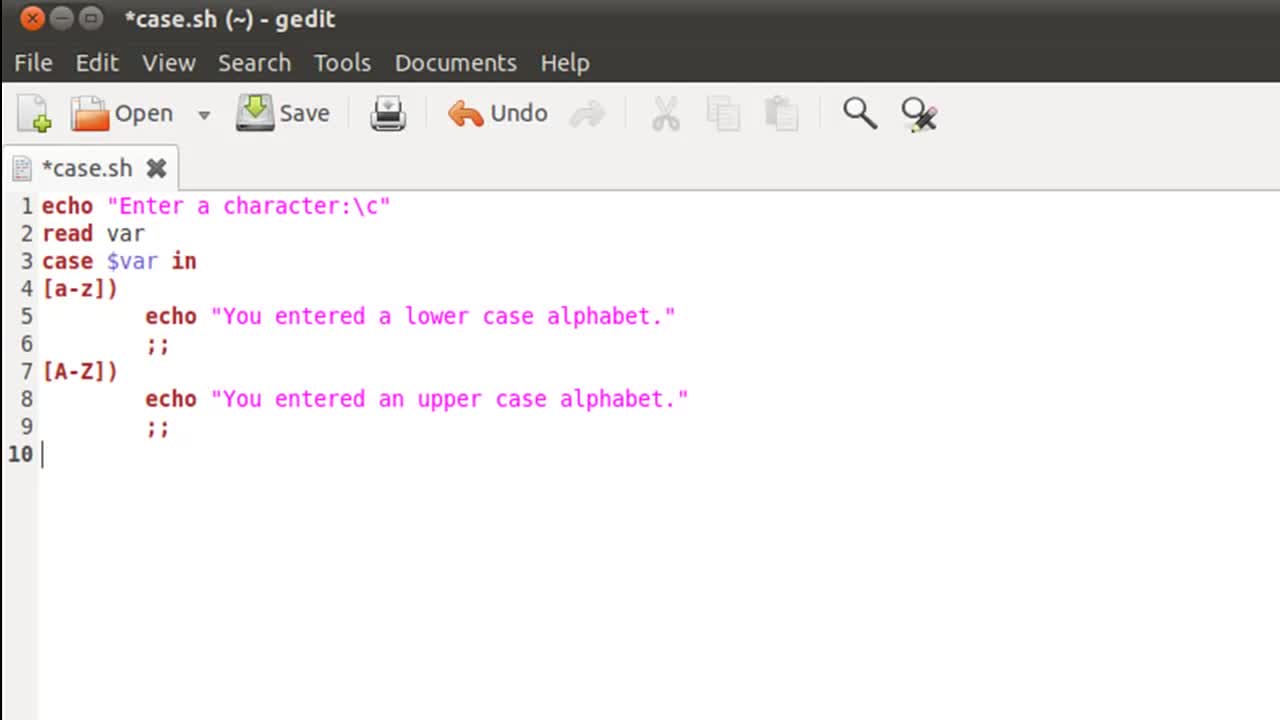 *case.sh (~) - gedit
File Edit View Search Tools Documents Help
Open Save Undo
*case.sh
1 echo "Enter a character:\c"
2 read var
3 case $var in
4 [a-z])
5 echo "You entered a lower case alphabet."
6 ;;
7 [A-Z])
8 echo "You entered an upper case alphabet."
9 ;;
10